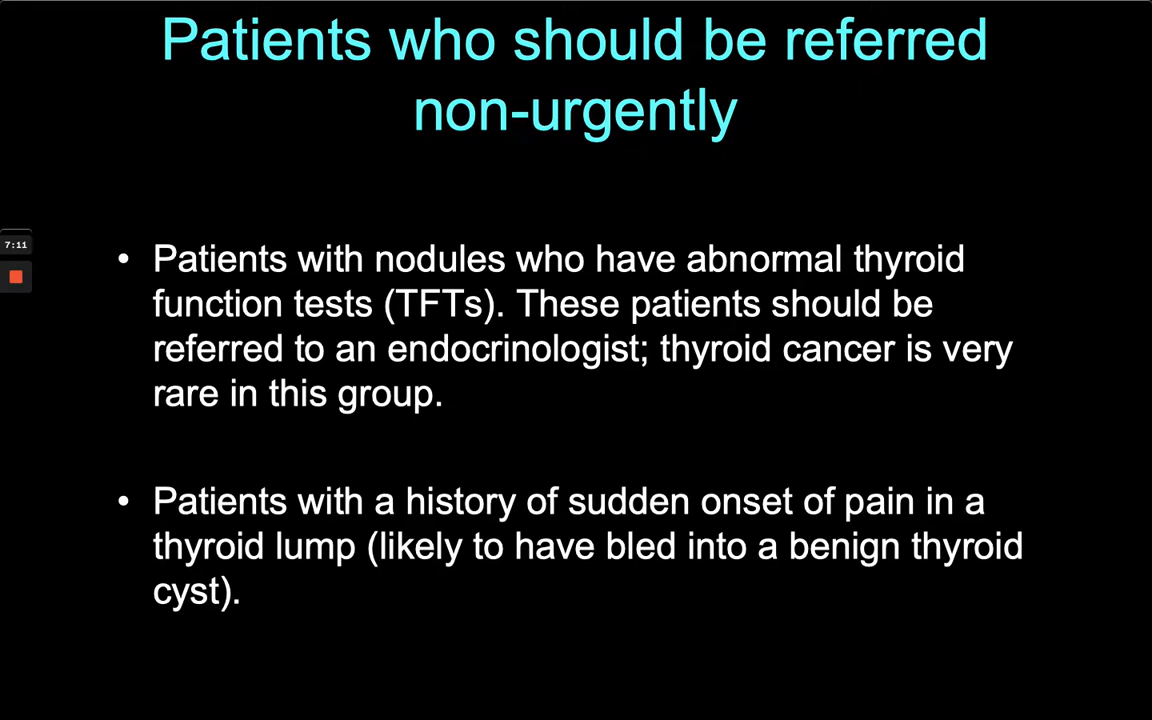 Patients who should be referred
non-urgently
7:11
• Patients with nodules who have abnormal thyroid
function tests (TFTs). These patients should be
referred to an endocrinologist; thyroid cancer is very
rare in this group.
• Patients with a history of sudden onset of pain in a
thyroid lump (likely to have bled into a benign thyroid
cyst).